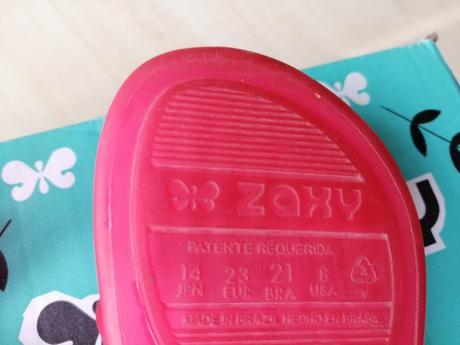 zaxy
PATENTE REQUERIDA
14 23 21 8
JPN EUR BRA USA
MADE IN BRAZIL HECHO EN BRASIL